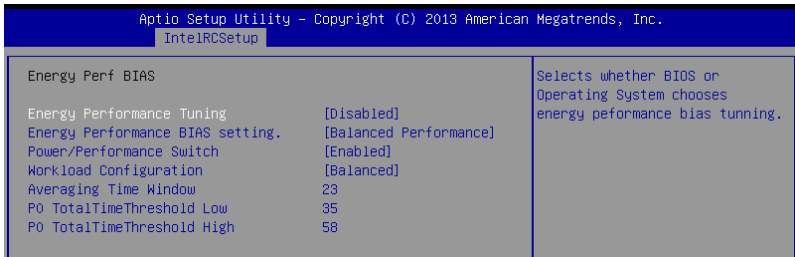 Aptio Setup Utility – Copyright (C) 2013 American Megatrends, Inc.
IntelRCSetup
Energy Perf BIAS
Energy Performance Tuning [Disabled]
Energy Performance BIAS setting. [Balanced Performance]
Power/Performance Switch [Enabled]
Workload Configuration [Balanced]
Averaging Time Window 23
P0 TotalTimeThreshold Low 35
P0 TotalTimeThreshold High 58
Selects whether BIOS or
Operating System chooses
energy peformance bias tunning.